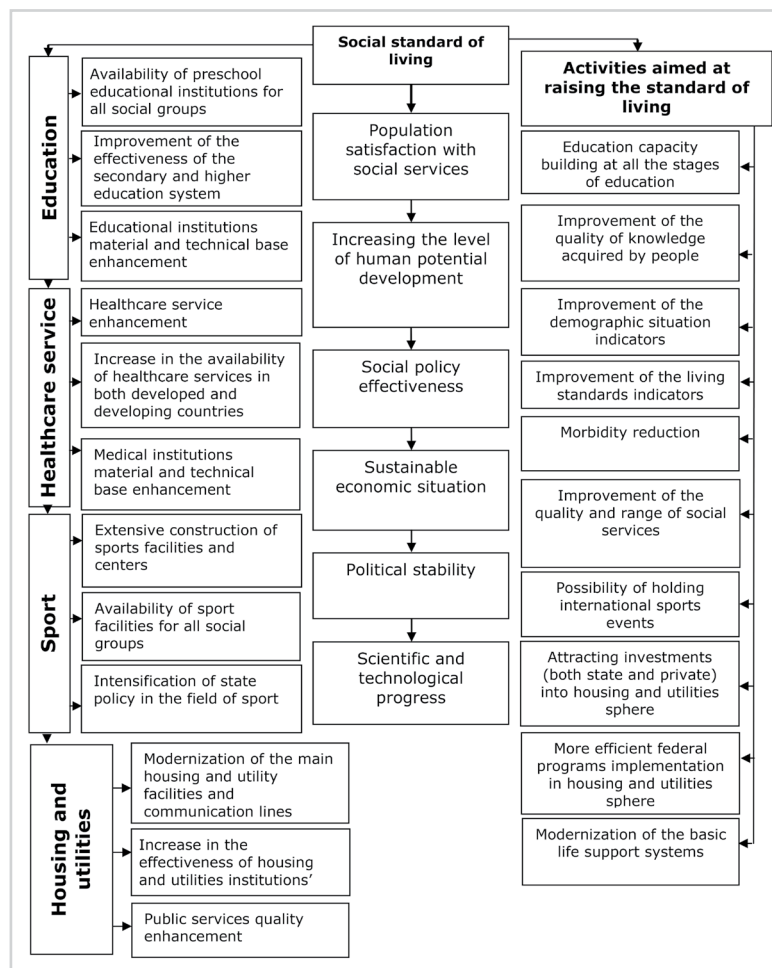 Social standard of
living
Education
Availability of preschool
educational institutions for
all social groups
Improvement of the
effectiveness of the
secondary and higher
education system
Educational institutions
material and technical base
enhancement
Healthcare service
Healthcare service
enhancement
Increase in the availability
of healthcare services in
both developed and
developing countries
Medical institutions
material and technical
base enhancement
Sport
Extensive construction of
sports facilities and
centers
Availability of sport
facilities for all social
groups
Intensification of state
policy in the field of sport
Housing and
utilities
Modernization of the main
housing and utility
facilities and
communication lines
Increase in the
effectiveness of housing
and utilities institutions’
Public services quality
enhancement
Population
satisfaction with
social services
Increasing the level
of human potential
development
Social policy
effectiveness
Sustainable
economic situation
Political stability
Scientific and
technological
progress
Activities aimed at
raising the standard of
living
Education capacity
building at all the stages
of education
Improvement of the
quality of knowledge
acquired by people
Improvement of the
demographic situation
indicators
Improvement of the living
standards indicators
Morbidity reduction
Improvement of the
quality and range of social
services
Possibility of holding
international sports
events
Attracting investments
(both state and private)
into housing and utilities
sphere
More efficient federal
programs implementation
in housing and utilities
sphere
Modernization of the basic
life support systems